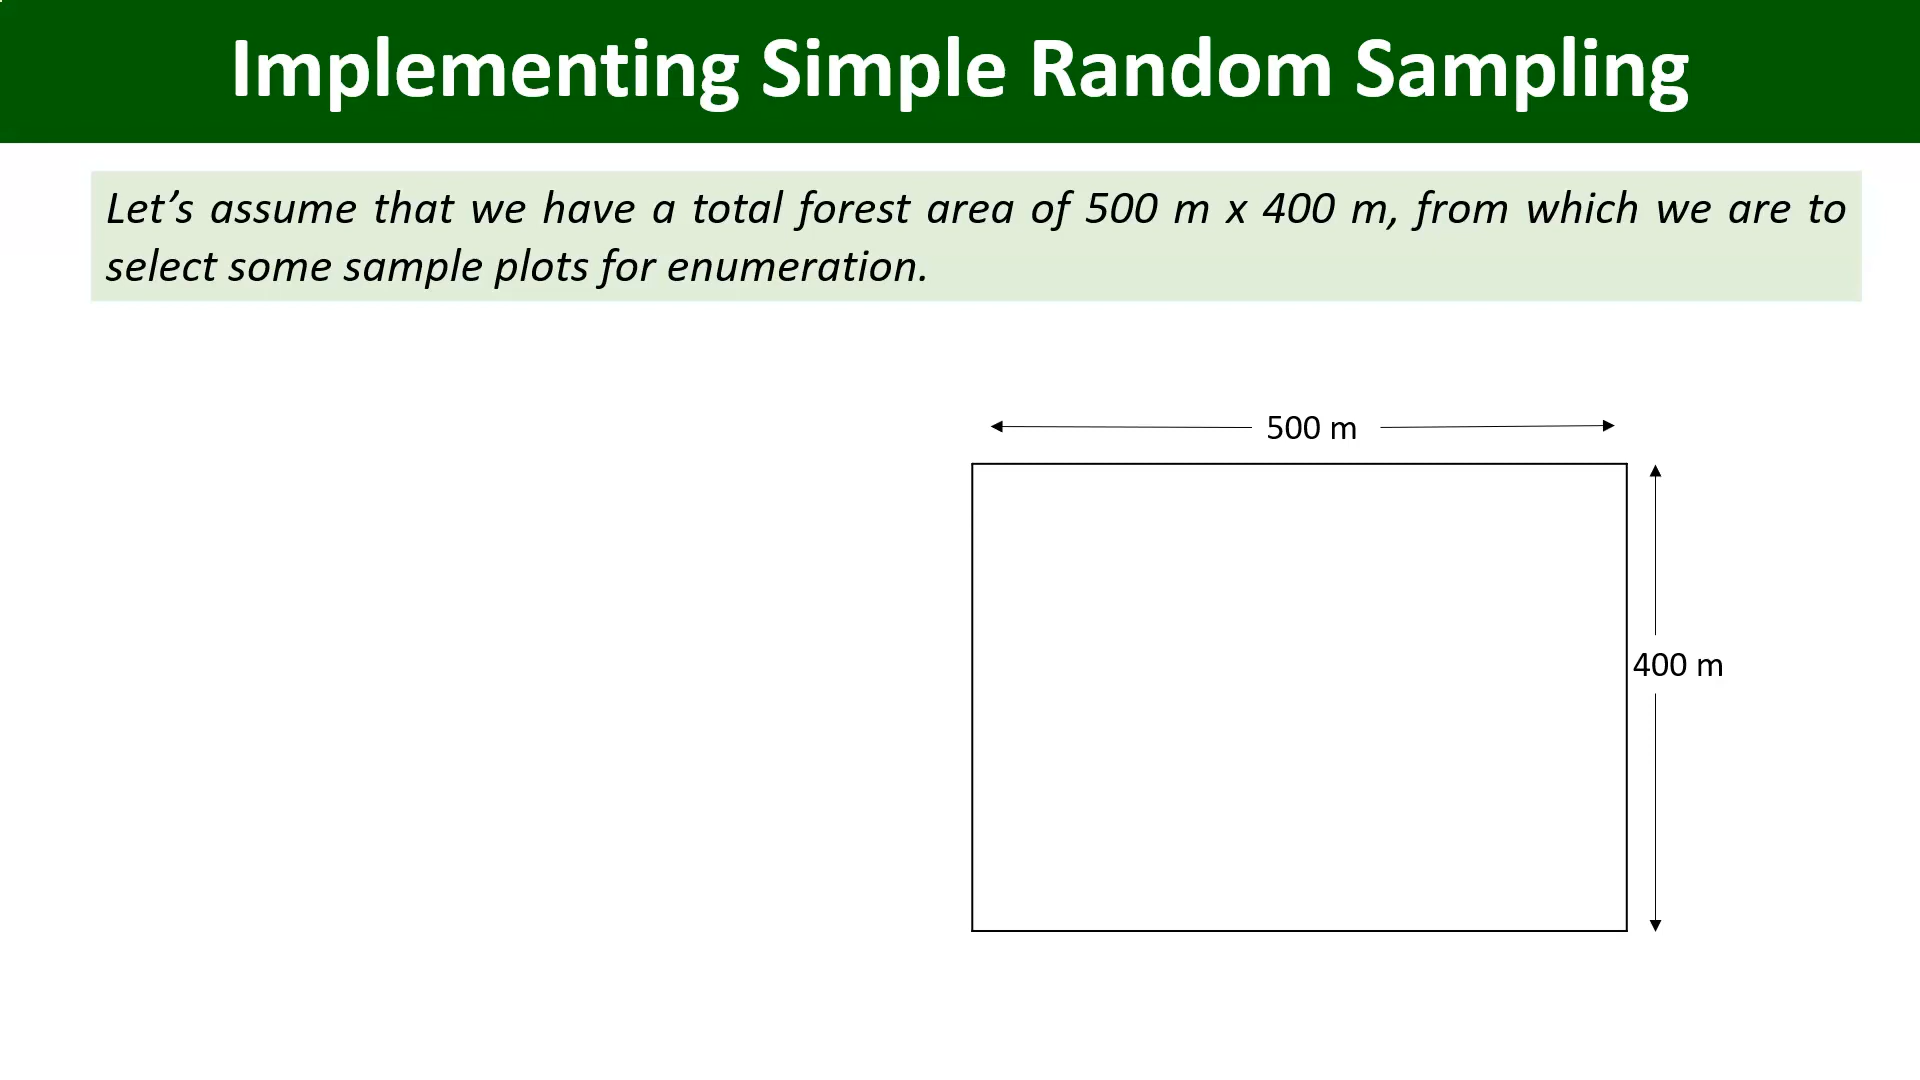 Implementing Simple Random Sampling
Let’s assume that we have a total forest area of 500 m x 400 m, from which we are to
select some sample plots for enumeration.
500 m
400 m